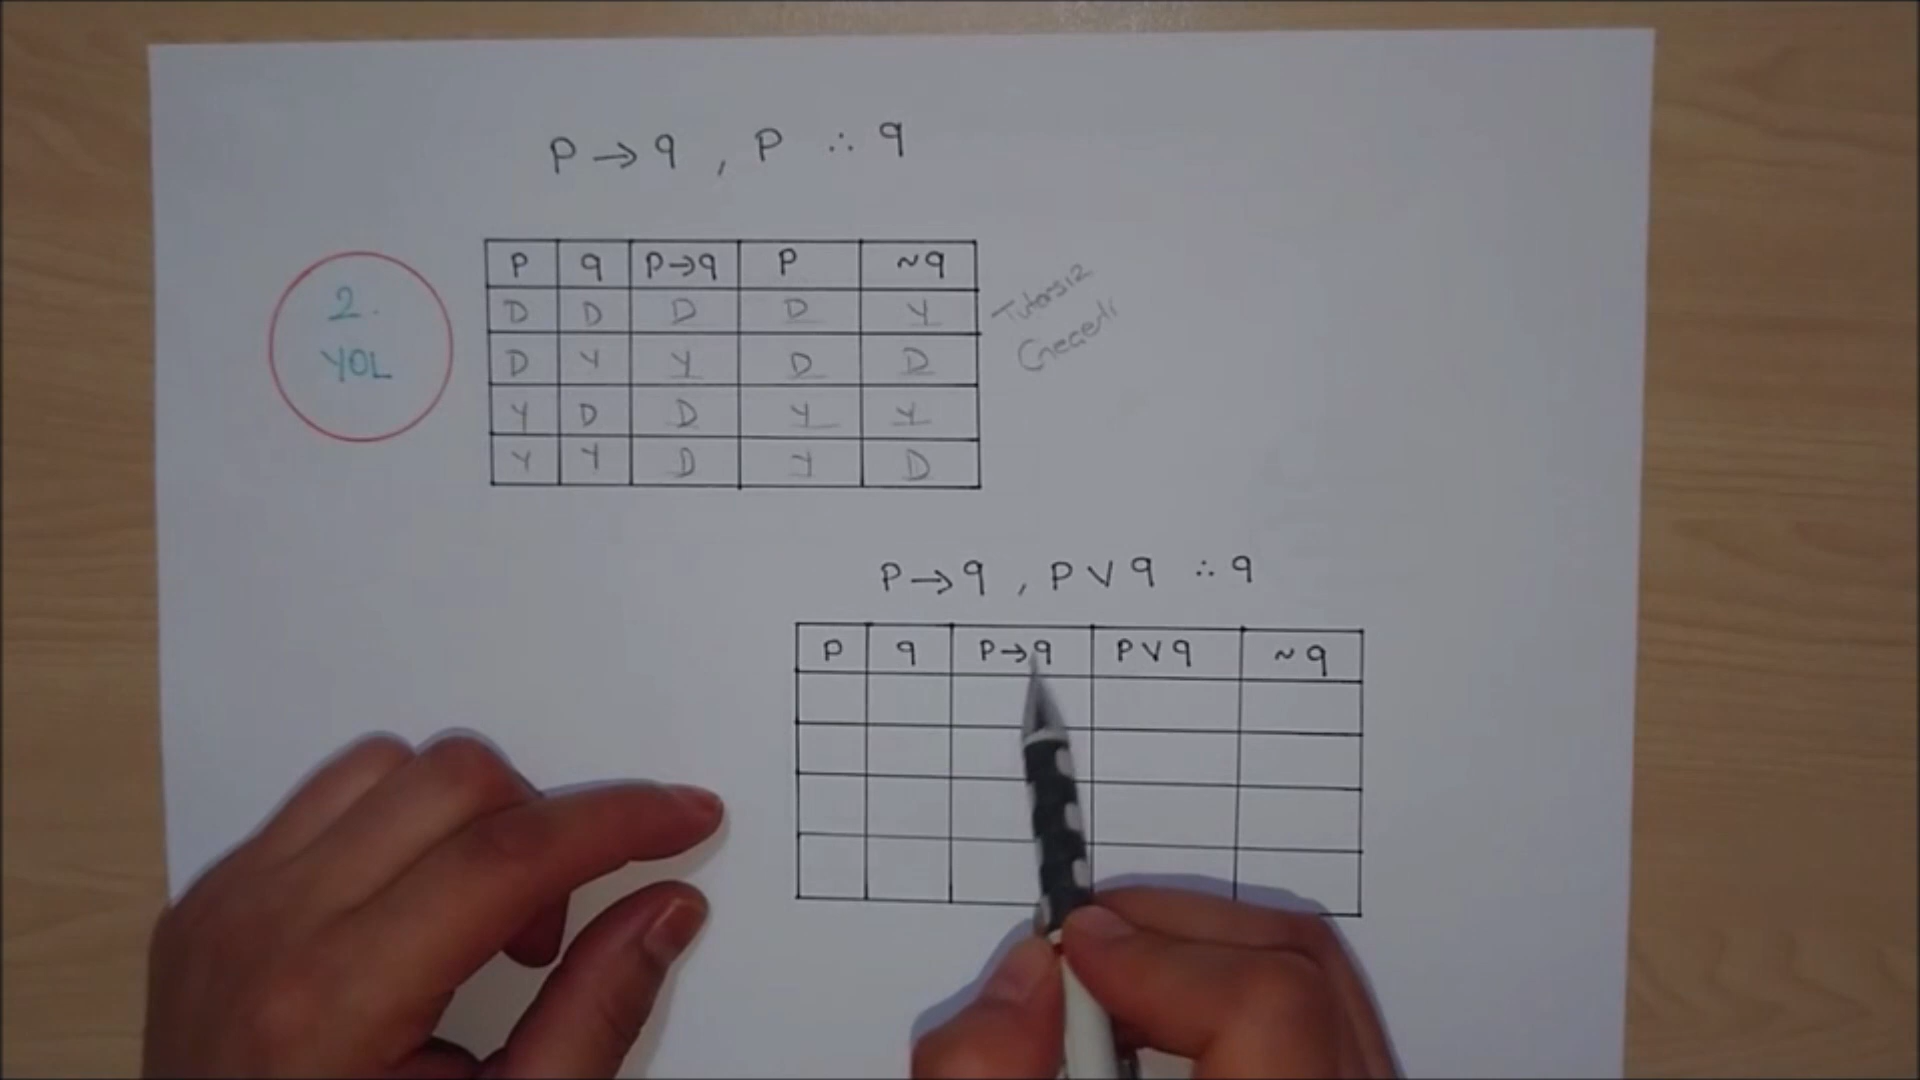 P→q , P ∴ q
2.
YOL
P q P→q P ~q
D D D D Y
D Y Y D D
Y D D Y Y
Y Y D Y D
Tutarsız
Geçerli
P→q , P∨q ∴ q
P q P→q P∨q ~q